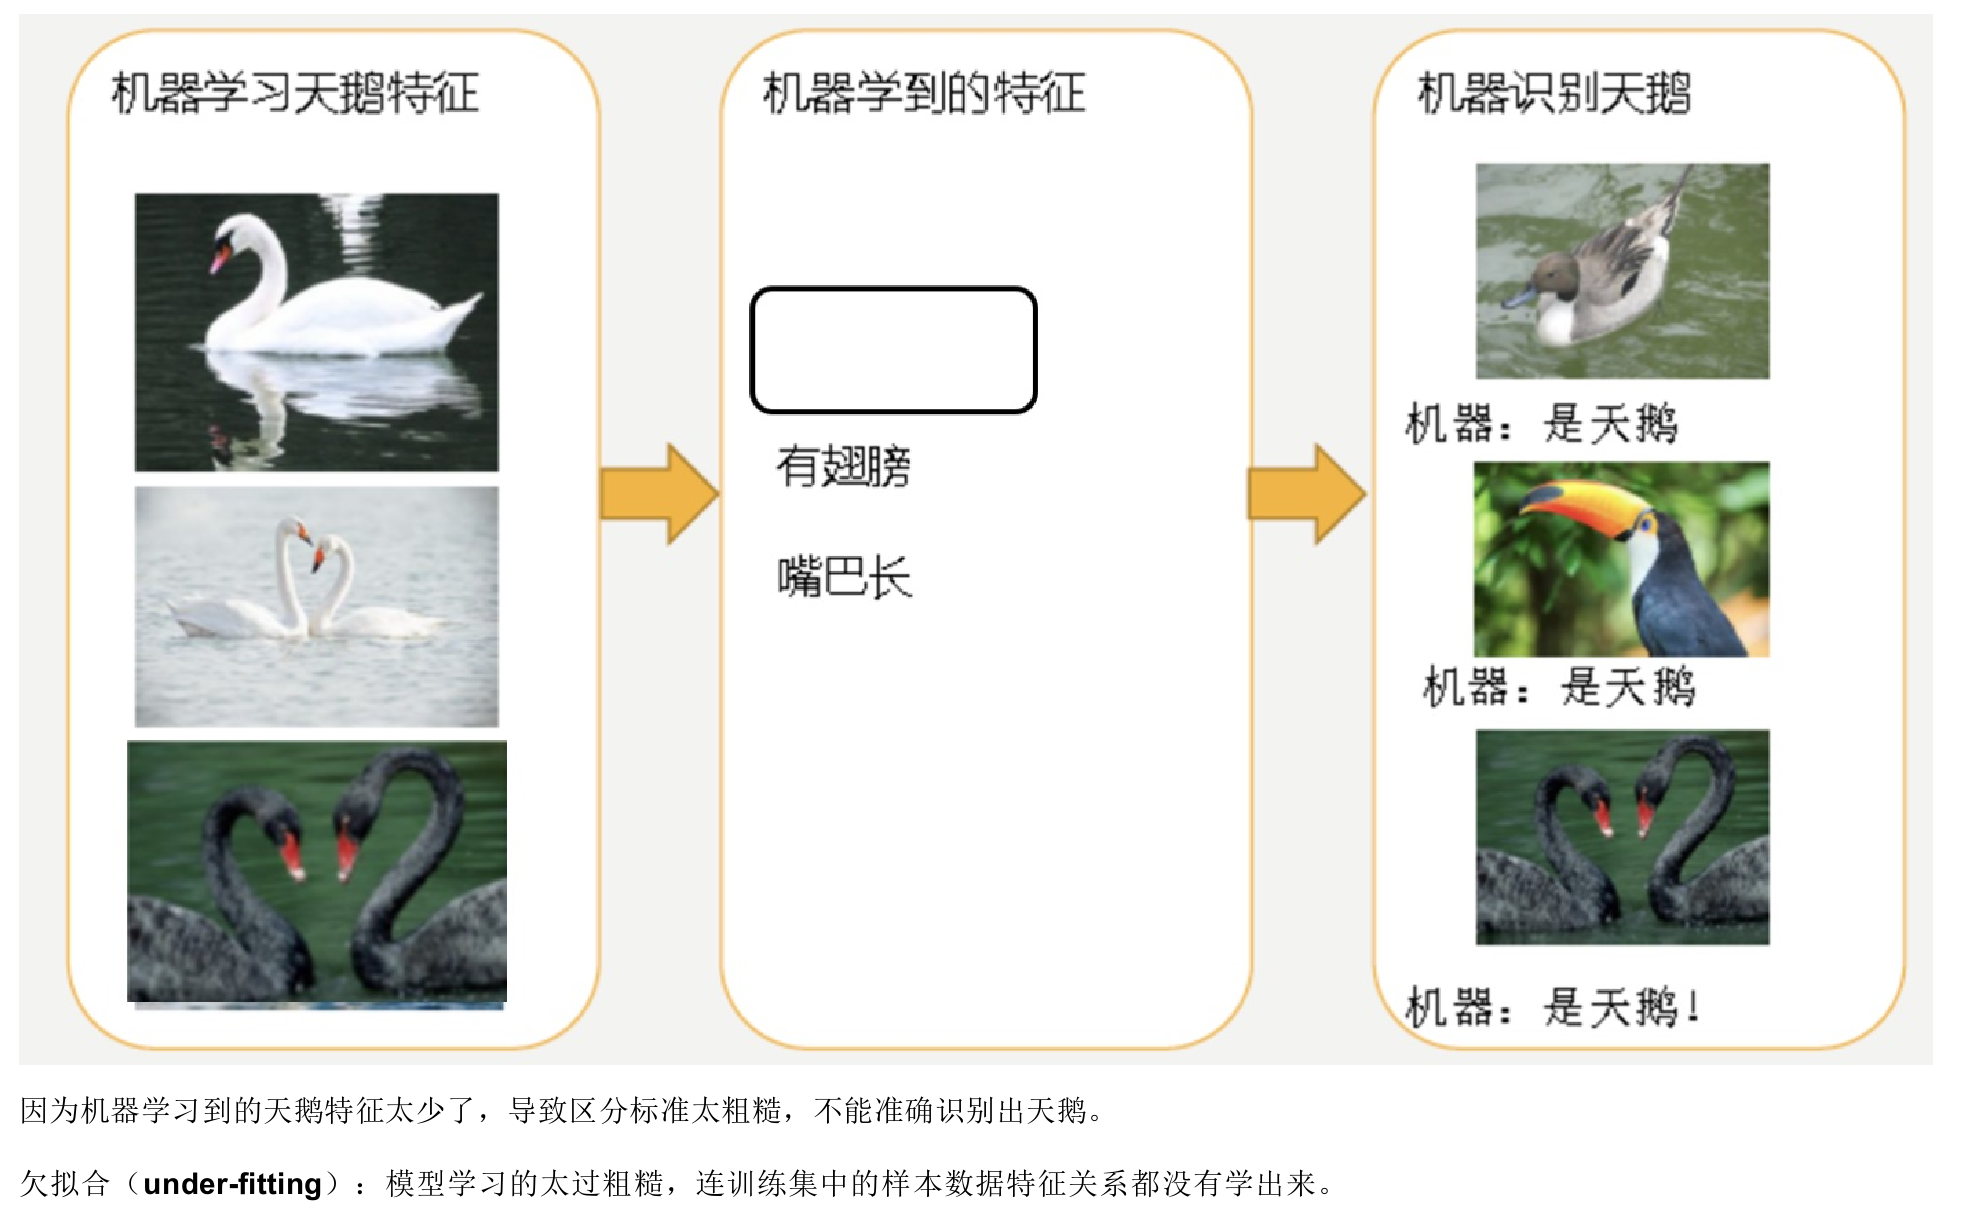 机器学习天鹅特征
机器学到的特征
有翅膀
嘴巴长
机器识别天鹅
机器：是天鹅
机器：是天鹅
机器：是天鹅！
因为机器学习到的天鹅特征太少了，导致区分标准太粗糙，不能准确识别出天鹅。
欠拟合（under-fitting）：模型学习的太过粗糙，连训练集中的样本数据特征关系都没有学出来。